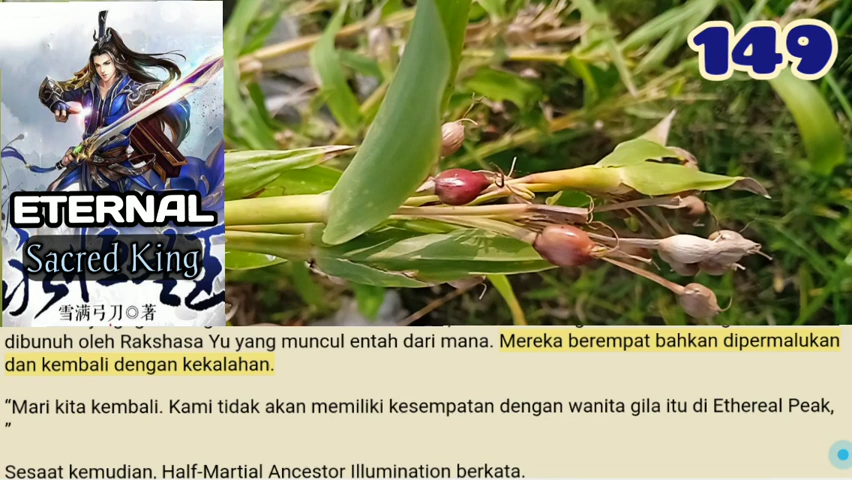 149
ETERNAL
Sacred King
雪满弓刀◎著
dibunuh oleh Rakshasa Yu yang muncul entah dari mana. Mereka berempat bahkan dipermalukan
dan kembali dengan kekalahan.
“Mari kita kembali. Kami tidak akan memiliki kesempatan dengan wanita gila itu di Ethereal Peak,
”
Sesaat kemudian, Half-Martial Ancestor Illumination berkata.